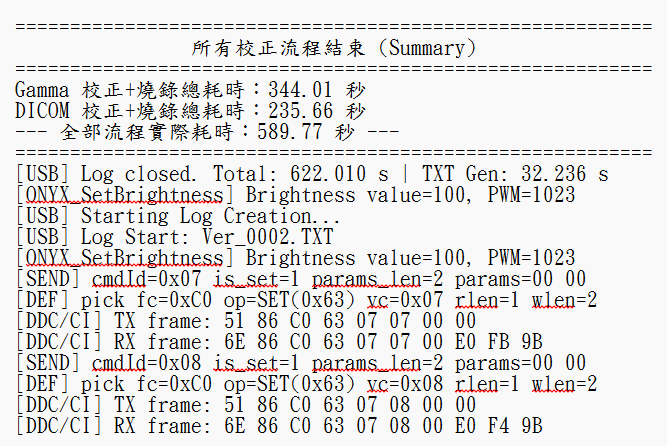 ============================================================
所有校正流程結束 (Summary)
============================================================
Gamma 校正+燒錄總耗時：344.01 秒
DICOM 校正+燒錄總耗時：235.66 秒
--- 全部流程實際耗時：589.77 秒 ---
============================================================
[USB] Log closed. Total: 622.010 s | TXT Gen: 32.236 s
[ONYX_SetBrightness] Brightness value=100, PWM=1023
[USB] Starting Log Creation...
[USB] Log Start: Ver_0002.TXT
[ONYX_SetBrightness] Brightness value=100, PWM=1023
[SEND] cmdId=0x07 is_set=1 params_len=2 params=00 00
[DEF] pick fc=0xC0 op=SET(0x63) vc=0x07 rlen=1 wlen=2
[DDC/CI] TX frame: 51 86 C0 63 07 07 00 00
[DDC/CI] RX frame: 6E 86 C0 63 07 07 00 E0 FB 9B
[SEND] cmdId=0x08 is_set=1 params_len=2 params=00 00
[DEF] pick fc=0xC0 op=SET(0x63) vc=0x08 rlen=1 wlen=2
[DDC/CI] TX frame: 51 86 C0 63 07 08 00 00
[DDC/CI] RX frame: 6E 86 C0 63 07 08 00 E0 F4 9B